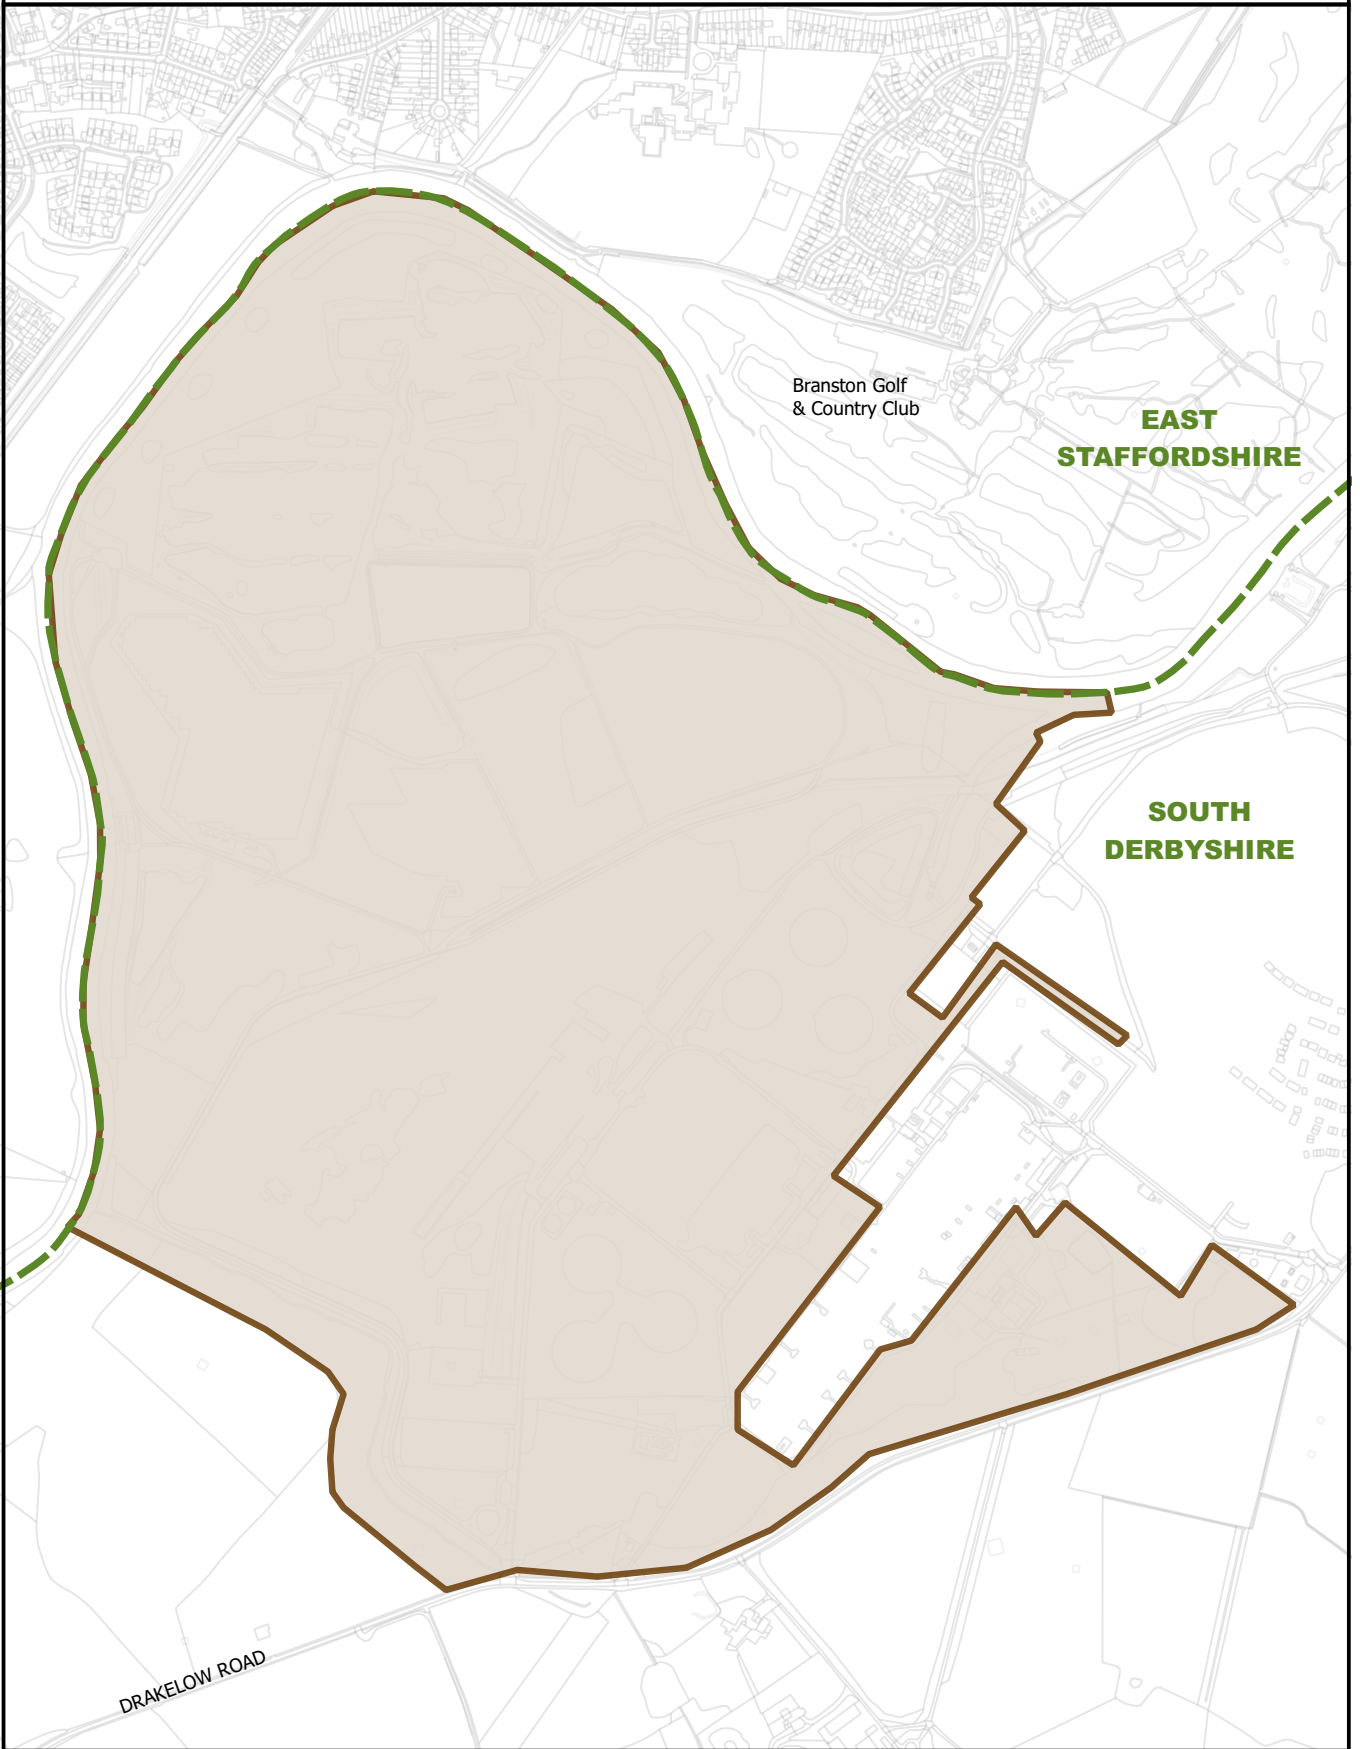 Branston Golf
& Country Club
EAST
STAFFORDSHIRE
SOUTH
DERBYSHIRE
DRAKELOW ROAD